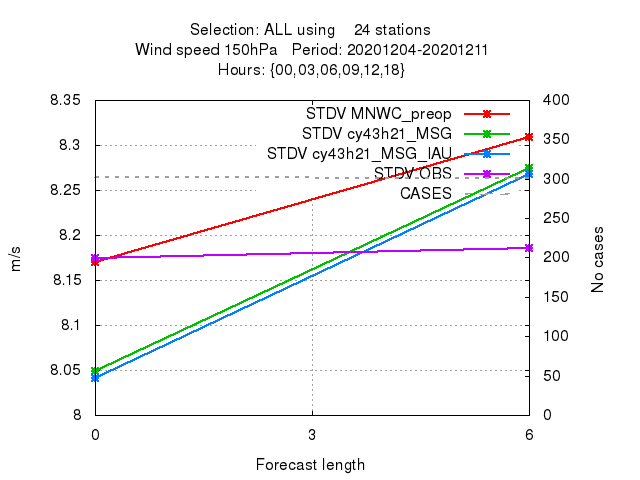 Selection: ALL using    24 stations
Wind speed 150hPa   Period: 20201204-20201211
Hours: {00,03,06,09,12,18}
8.35
8.3
8.25
8.2
8.15
8.1
8.05
8
400
350
300
250
200
150
100
50
0
STDV MNWC_preop
STDV cy43h21_MSG
STDV cy43h21_MSG_IAU
STDV OBS
CASES
m/s
No cases
0
3
6
Forecast length